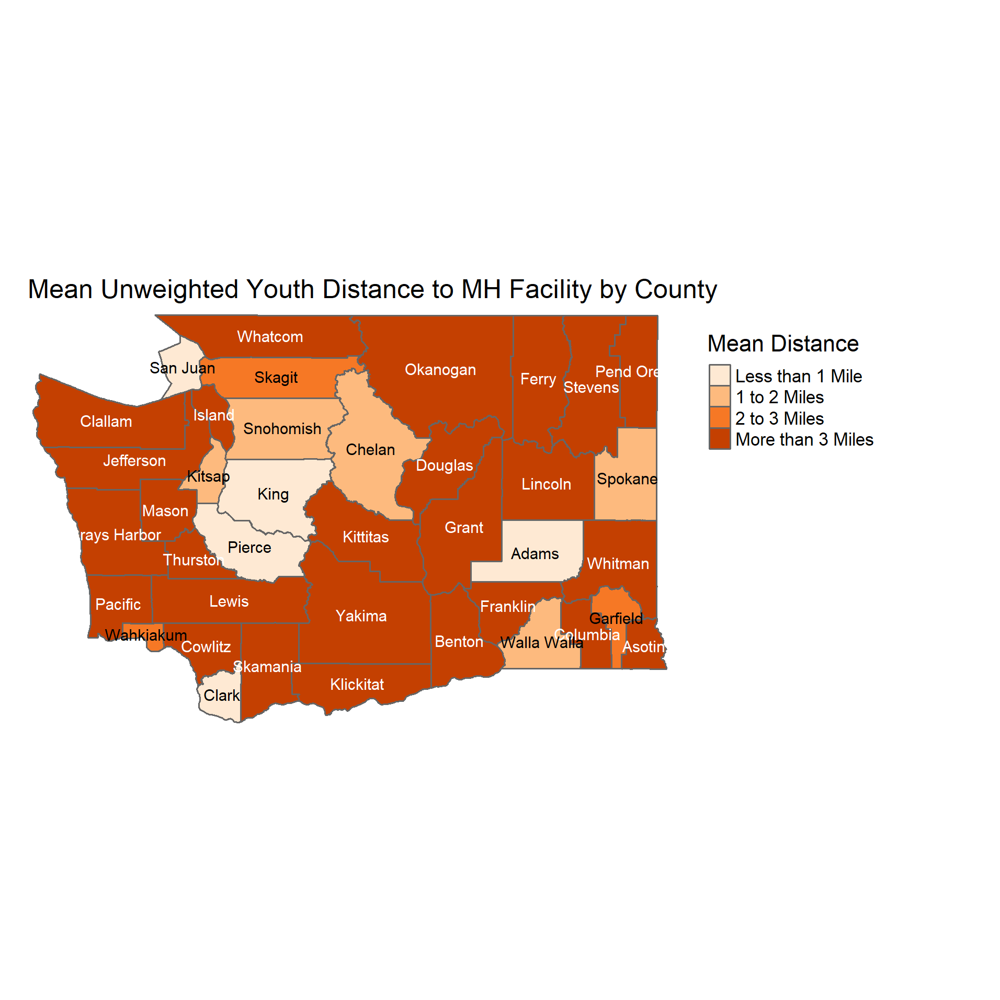 Mean Unweighted Youth Distance to MH Facility by County
Whatcom
San Juan
Skagit
Okanogan
Ferry
Pend Ore
Stevens
Clallam
Island
Snohomish
Chelan
Jefferson
Kitsap
Douglas
Lincoln
Spokane
King
Mason
Grant
rays Harbor
Kittitas
Pierce
Adams
Thurston
Whitman
Pacific
Lewis
Yakima
Franklin
Garfield
Wahkiakum
Columbia
Cowlitz
Benton
Walla Walla
Asotin
Skamania
Klickitat
Clark
Mean Distance
Less than 1 Mile
1 to 2 Miles
2 to 3 Miles
More than 3 Miles